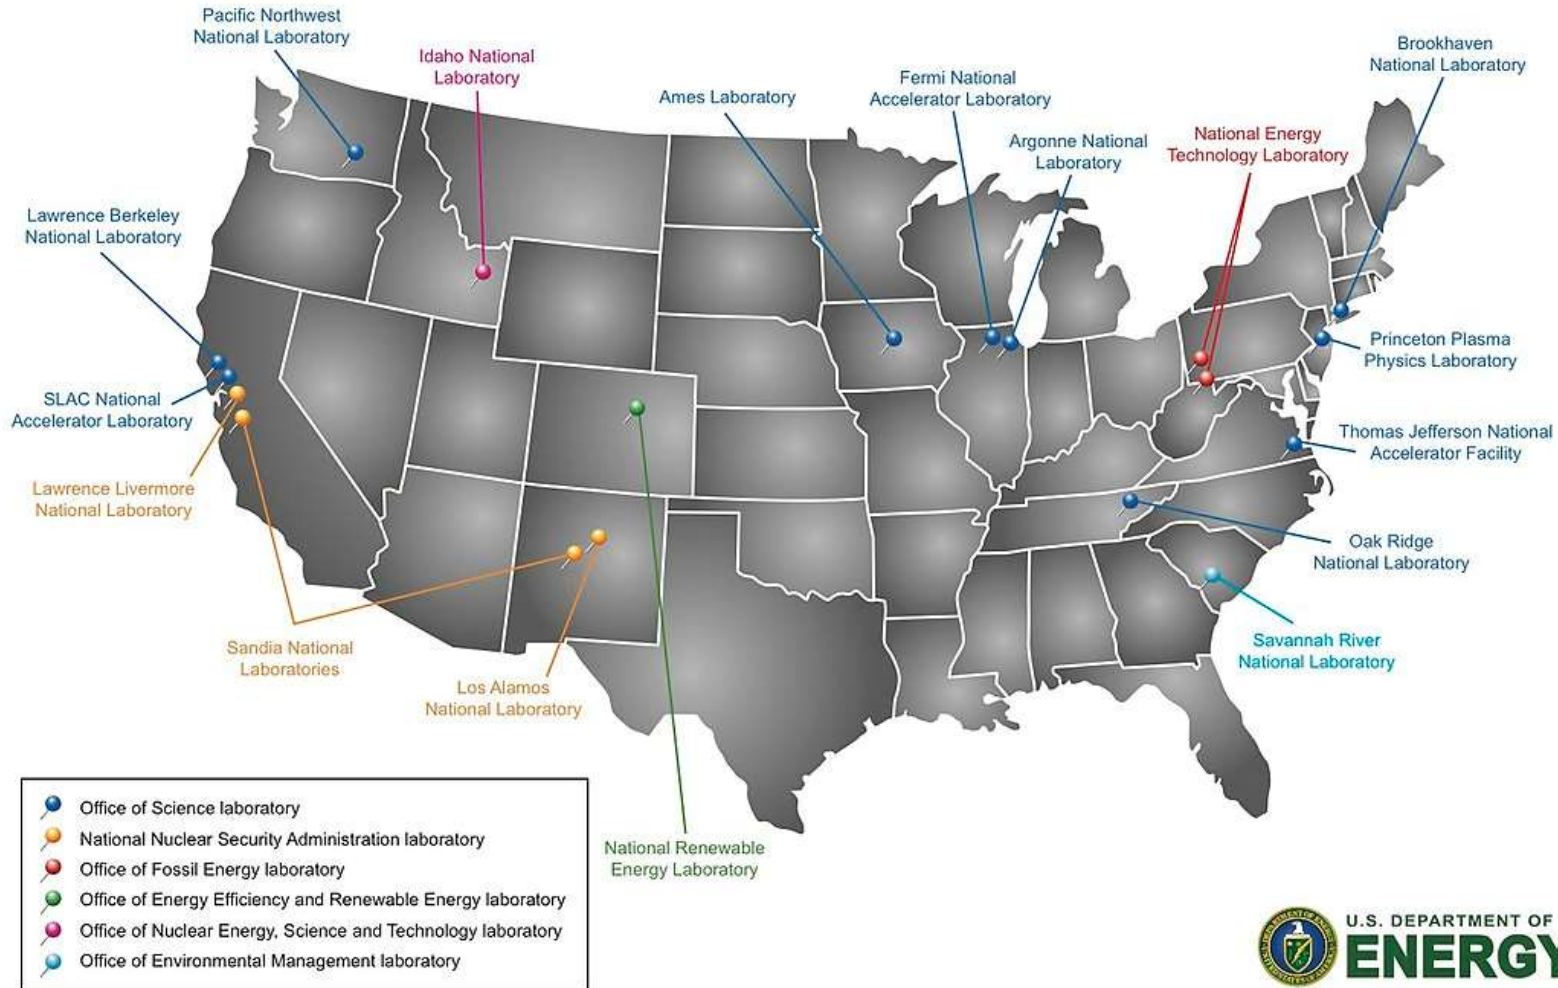 Pacific Northwest
National Laboratory
Idaho National
Laboratory
Ames Laboratory
Fermi National
Accelerator Laboratory
Argonne National
Laboratory
National Energy
Technology Laboratory
Brookhaven
National Laboratory
Lawrence Berkeley
National Laboratory
SLAC National
Accelerator Laboratory
Lawrence Livermore
National Laboratory
Sandia National
Laboratories
Los Alamos
National Laboratory
National Renewable
Energy Laboratory
Princeton Plasma
Physics Laboratory
Thomas Jefferson National
Accelerator Facility
Oak Ridge
National Laboratory
Savannah River
National Laboratory
Office of Science laboratory
National Nuclear Security Administration laboratory
Office of Fossil Energy laboratory
Office of Energy Efficiency and Renewable Energy laboratory
Office of Nuclear Energy, Science and Technology laboratory
Office of Environmental Management laboratory
U.S. DEPARTMENT OF
ENERGY